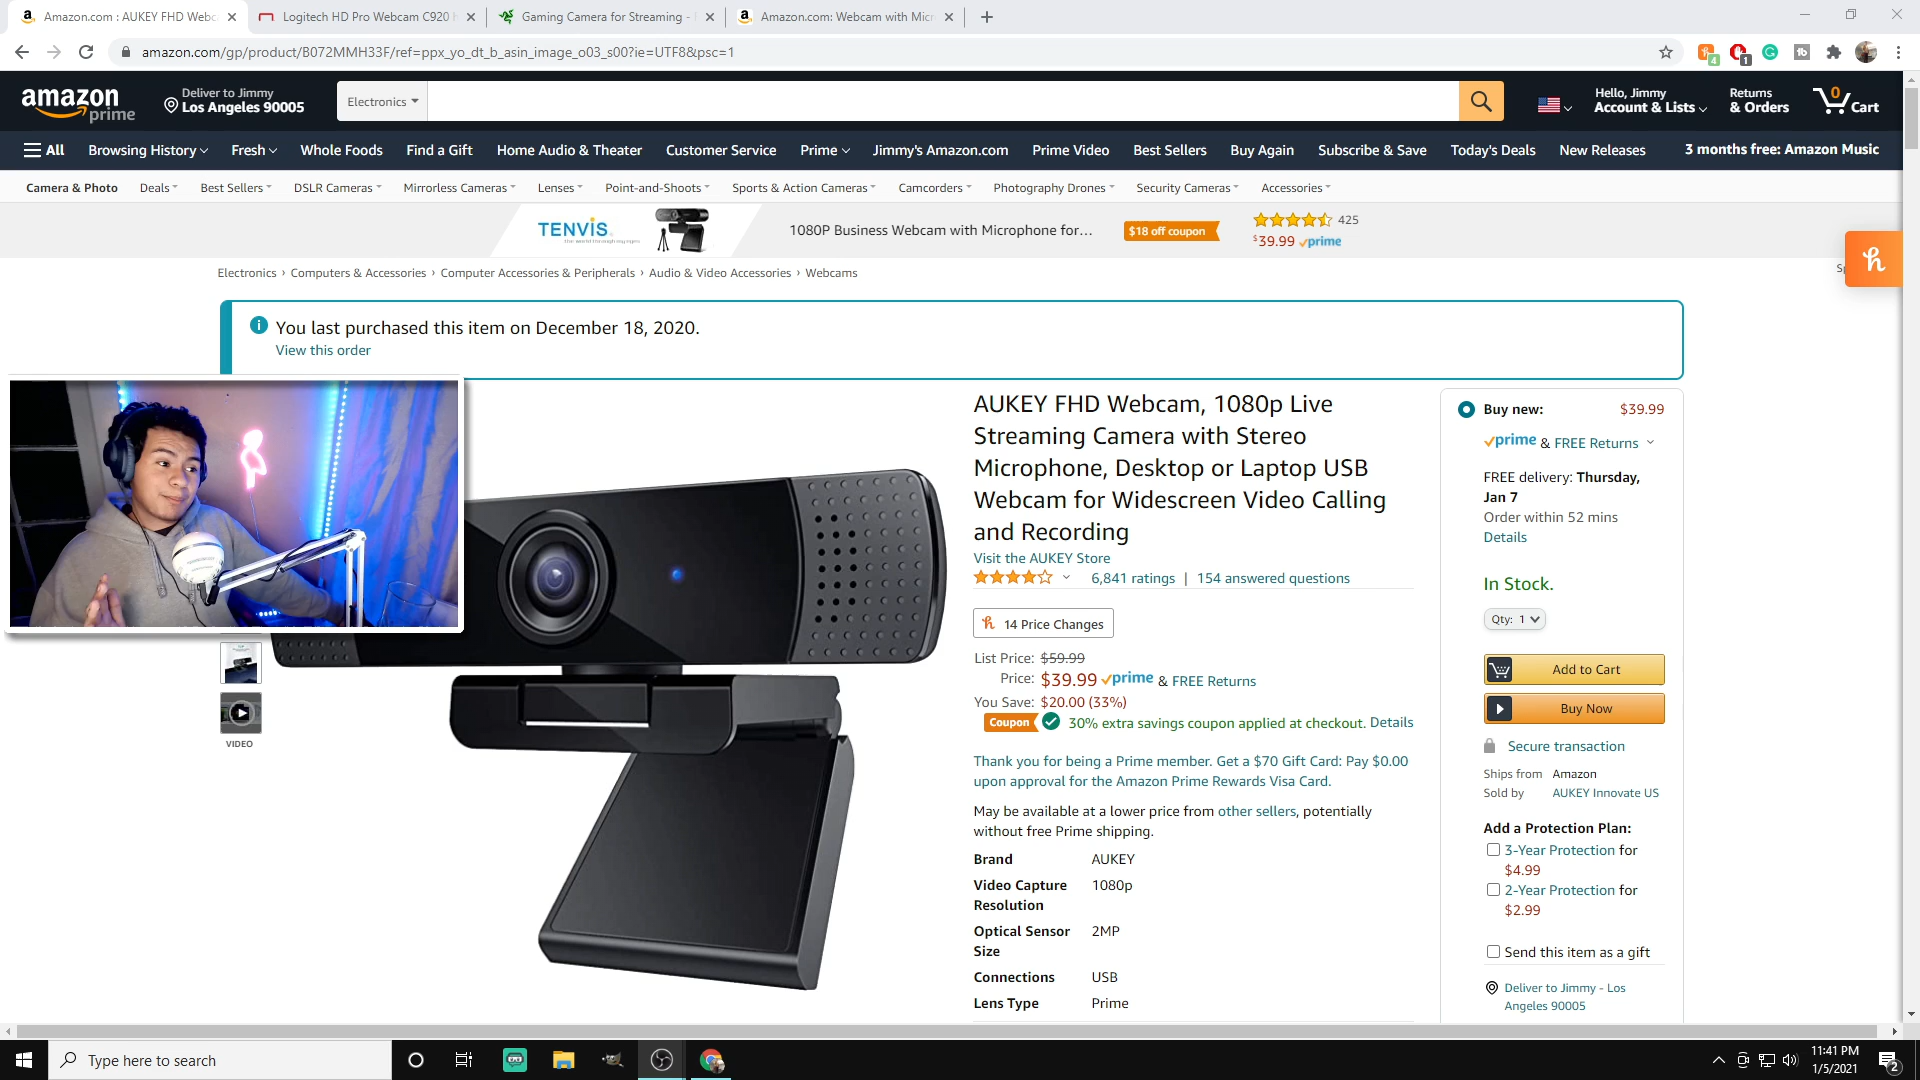 Amazon.com : AUKEY FHD Webc
Logitech HD Pro Webcam C920 h
Gaming Camera for Streaming -
Amazon.com: Webcam with Micr
amazon.com/gp/product/B072MMH33F/ref=ppx_yo_dt_b_asin_image_o03_s00?ie=UTF8&psc=1
4
1
amazon
prime
Deliver to Jimmy
Los Angeles 90005
Electronics
Hello, Jimmy
Account & Lists
Returns
& Orders
0
Cart
All
Browsing History
Fresh
Whole Foods
Find a Gift
Home Audio & Theater
Customer Service
Prime
Jimmy's Amazon.com
Prime Video
Best Sellers
Buy Again
Subscribe & Save
Today's Deals
New Releases
3 months free: Amazon Music
Camera & Photo
Deals
Best Sellers
DSLR Cameras
Mirrorless Cameras
Lenses
Point-and-Shoots
Sports & Action Cameras
Camcorders
Photography Drones
Security Cameras
Accessories
TENVIS
1080P Business Webcam with Microphone for...
$18 off coupon
425
$39.99 prime
Electronics › Computers & Accessories › Computer Accessories & Peripherals › Audio & Video Accessories › Webcams
Sp
h
You last purchased this item on December 18, 2020.
View this order
VIDEO
AUKEY FHD Webcam, 1080p Live
Streaming Camera with Stereo
Microphone, Desktop or Laptop USB
Webcam for Widescreen Video Calling
and Recording
Visit the AUKEY Store
6,841 ratings | 154 answered questions
14 Price Changes
List Price: $59.99
Price: $39.99 prime & FREE Returns
You Save: $20.00 (33%)
Coupon 30% extra savings coupon applied at checkout. Details
Thank you for being a Prime member. Get a $70 Gift Card: Pay $0.00
upon approval for the Amazon Prime Rewards Visa Card.
May be available at a lower price from other sellers, potentially
without free Prime shipping.
Brand AUKEY
Video Capture 1080p
Resolution
Optical Sensor 2MP
Size
Connections USB
Lens Type Prime
Buy new: $39.99
prime & FREE Returns
FREE delivery: Thursday,
Jan 7
Order within 52 mins
Details
In Stock.
Qty: 1
Add to Cart
Buy Now
Secure transaction
Ships from Amazon
Sold by AUKEY Innovate US
Add a Protection Plan:
3-Year Protection for
$4.99
2-Year Protection for
$2.99
Send this item as a gift
Deliver to Jimmy - Los
Angeles 90005
Type here to search
11:41 PM
1/5/2021
2